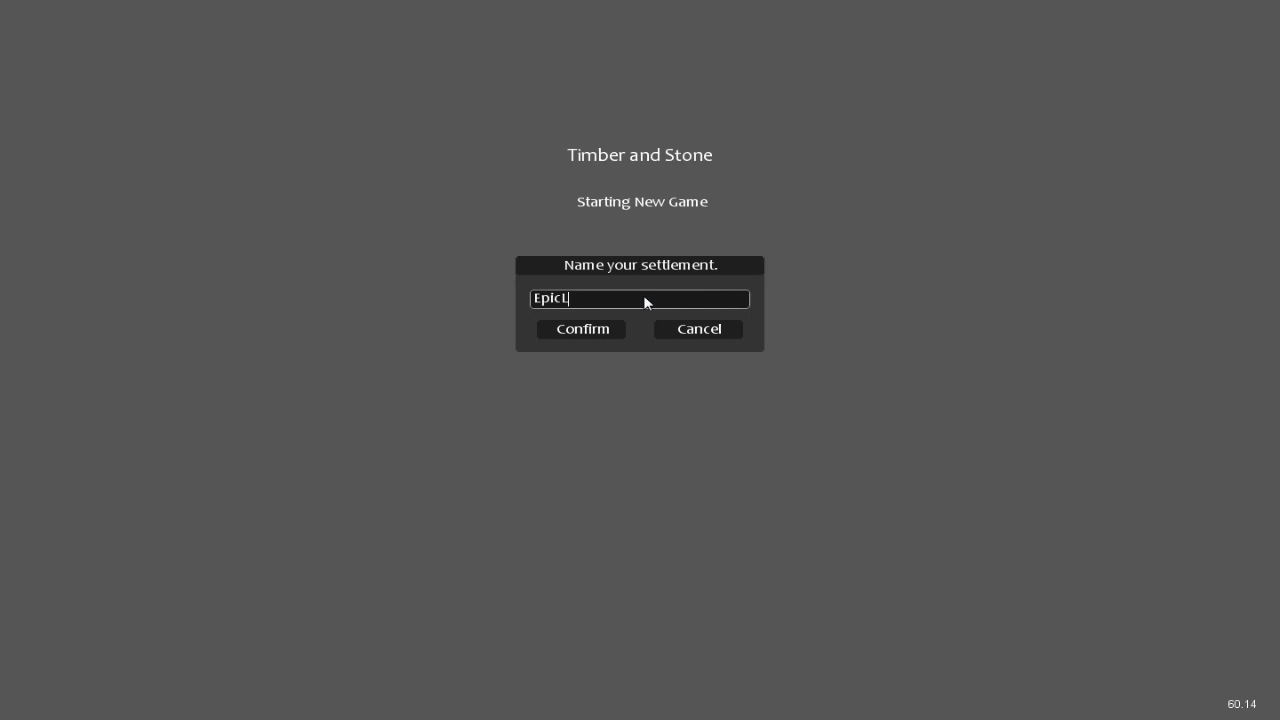 Timber and Stone
Starting New Game
Name your settlement.
EpicL
Confirm Cancel
60.14